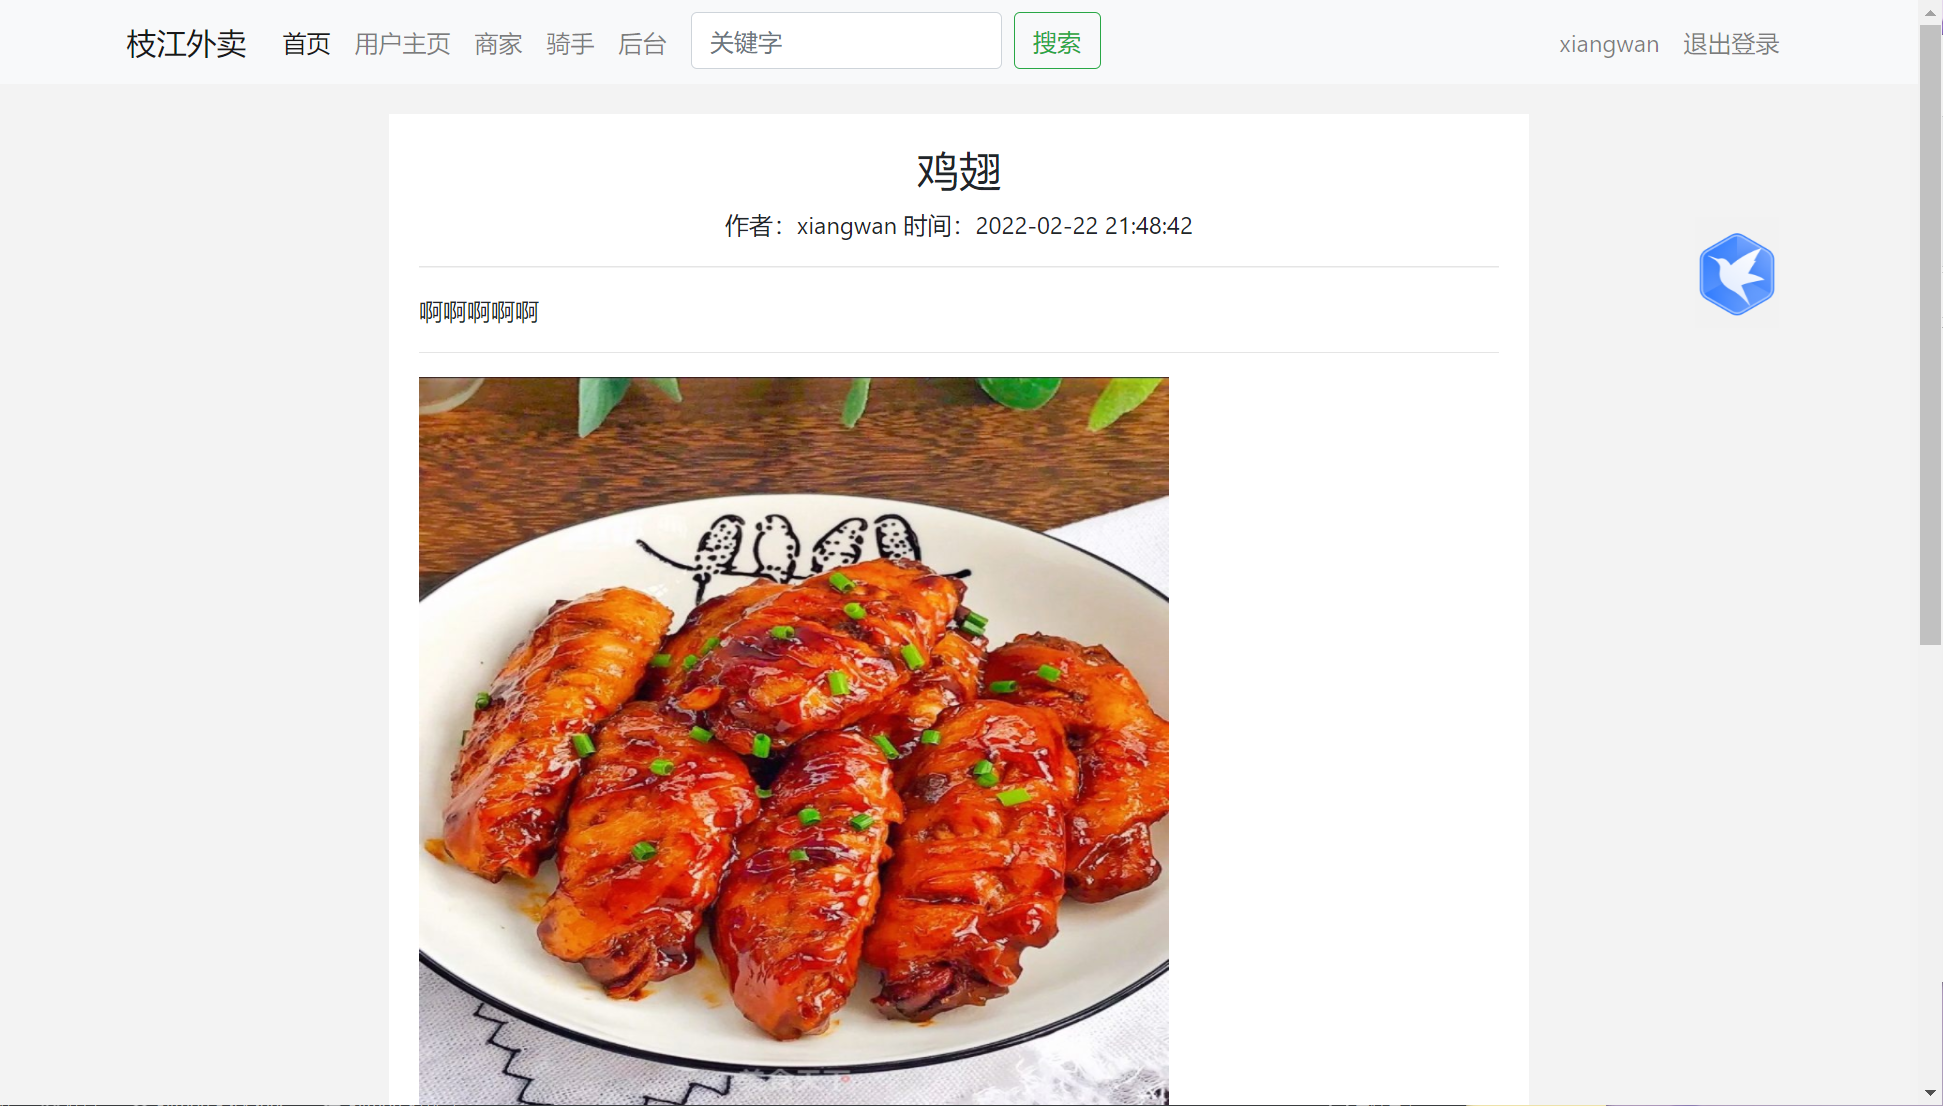 枝江外卖 首页 用户主页 商家 骑手 后台 关键字 搜索 xiangwan 退出登录
鸡翅
作者：xiangwan 时间：2022-02-22 21:48:42
啊啊啊啊啊
美食天下